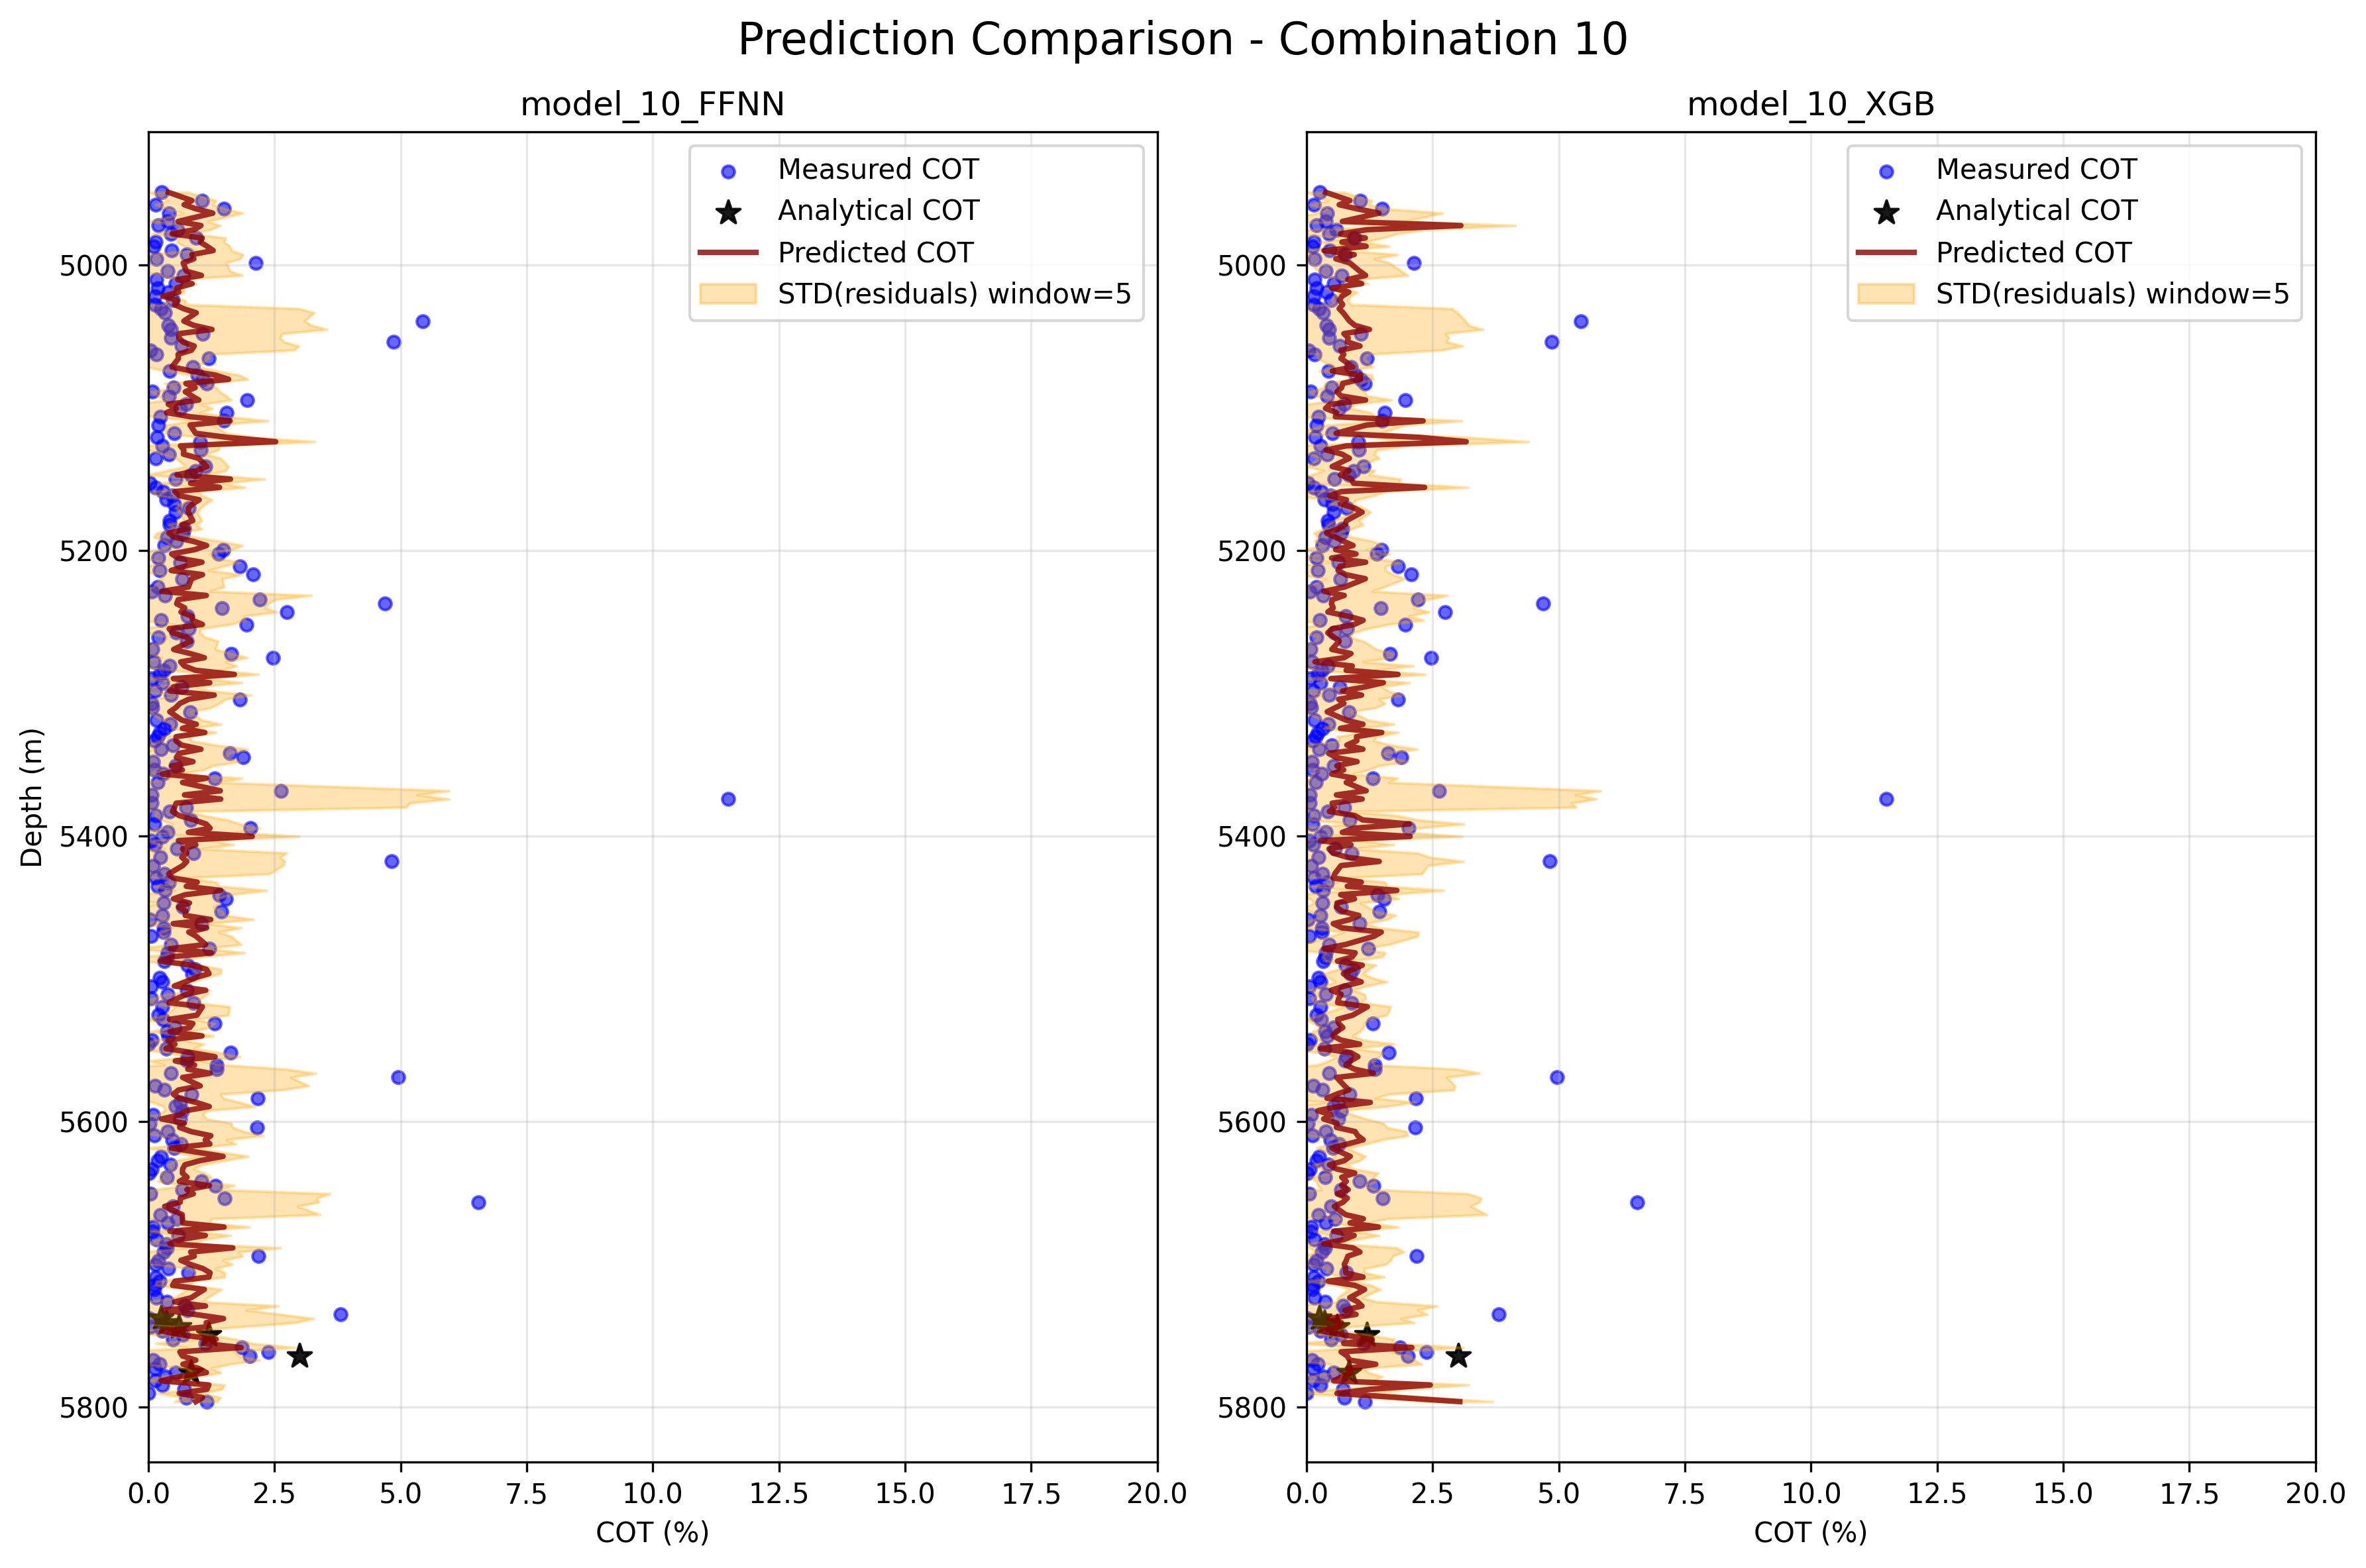 Prediction Comparison - Combination 10
model_10_FFNN
Measured COT
Analytical COT
Predicted COT
STD(residuals) window=5
Depth (m)
5000
5200
5400
5600
5800
0.0 2.5 5.0 7.5 10.0 12.5 15.0 17.5 20.0
COT (%)
model_10_XGB
Measured COT
Analytical COT
Predicted COT
STD(residuals) window=5
5000
5200
5400
5600
5800
0.0 2.5 5.0 7.5 10.0 12.5 15.0 17.5 20.0
COT (%)